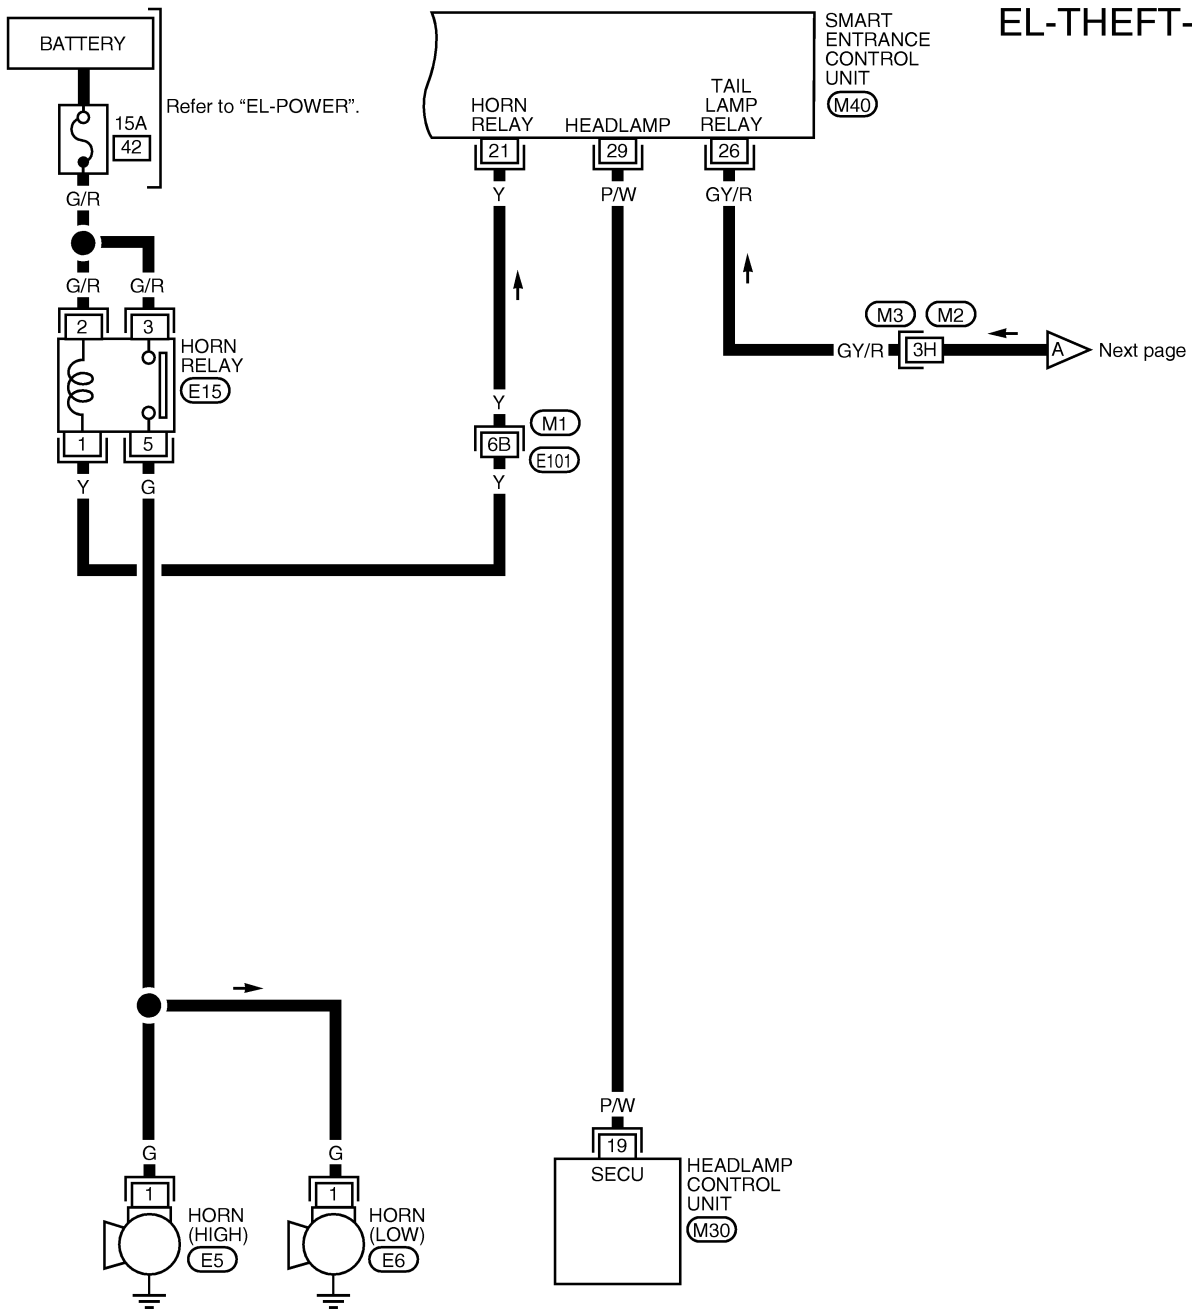 EL-THEFT-
BATTERY
Refer to “EL-POWER”.
15A
42
G/R
G/R
G/R
2
3
HORN
RELAY
E15
1
5
Y
G
SMART
ENTRANCE
CONTROL
UNIT
M40
HORN
RELAY
HEADLAMP
TAIL
LAMP
RELAY
21
29
26
Y
P/W
GY/R
M3
M2
GY/R
3H
A
Next page
Y
M1
6B
E101
Y
P/W
19
SECU
HEADLAMP
CONTROL
UNIT
M30
G
G
1
1
HORN
(HIGH)
E5
HORN
(LOW)
E6